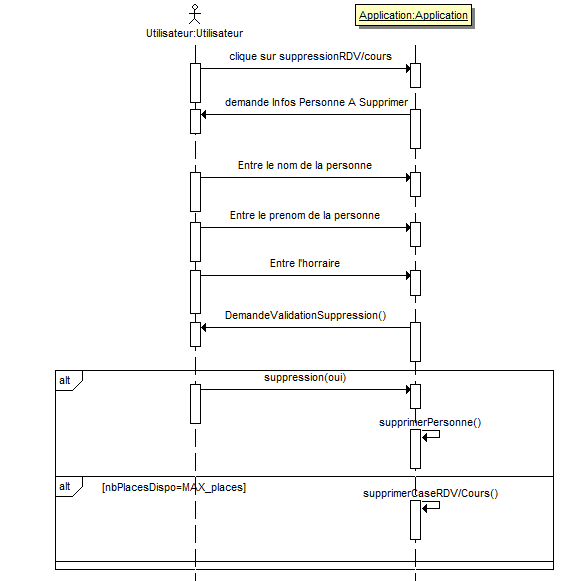 Utilisateur:Utilisateur
Application:Application
clique sur suppressionRDV/cours
demande Infos Personne A Supprimer
Entre le nom de la personne
Entre le prenom de la personne
Entre l'horraire
DemandeValidationSuppression()
alt
suppression(oui)
supprimerPersonne()
alt
[nbPlacesDispo=MAX_places]
supprimerCaseRDV/Cours()